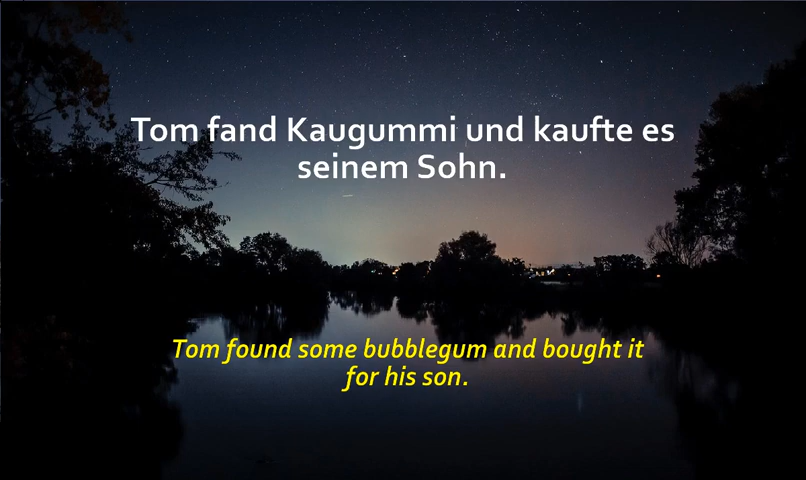 Tom fand Kaugummi und kaufte es
seinem Sohn.
Tom found some bubblegum and bought it
for his son.